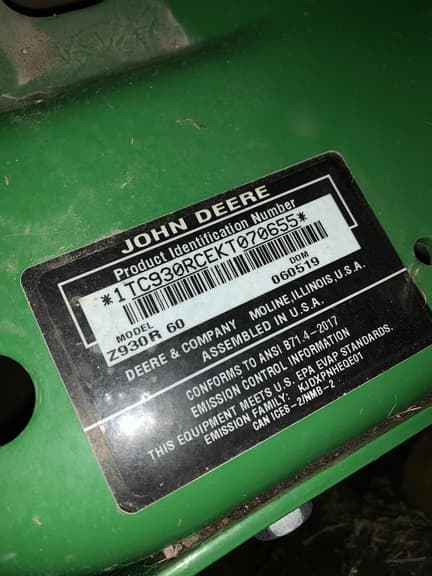 JOHN DEERE
Product Identification Number
*1TC930RCEKT070655*
MODEL DOM
Z930R 60 060519
DEERE & COMPANY MOLINE, ILLINOIS, U.S.A.
ASSEMBLED IN U.S.A.
CONFORMS TO ANSI B71.4-2017
EMISSION CONTROL INFORMATION
THIS EQUIPMENT MEETS U.S. EPA EVAP STANDARDS.
EMISSION FAMILY: KJDXPNHEQE01
CAN ICES-2/NMB-2